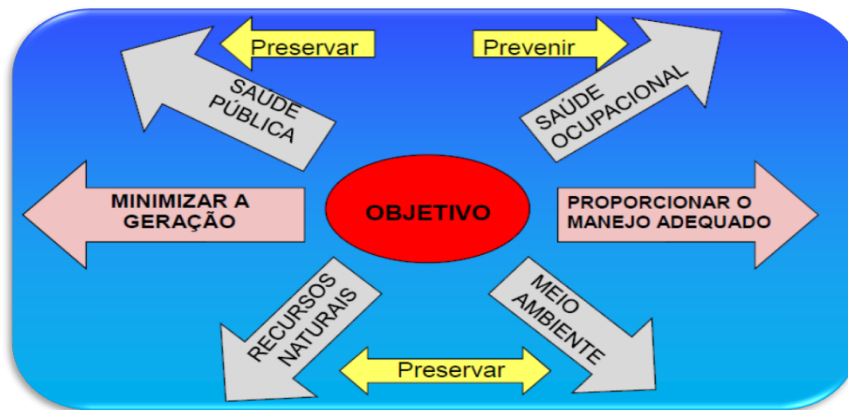 Preservar
Prevenir
SAÚDE
PÚBLICA
SAÚDE
OCUPACIONAL
MINIMIZAR A
GERAÇÃO
OBJETIVO
PROPORCIONAR O
MANEJO ADEQUADO
RECURSOS
NATURAIS
MEIO
AMBIENTE
Preservar